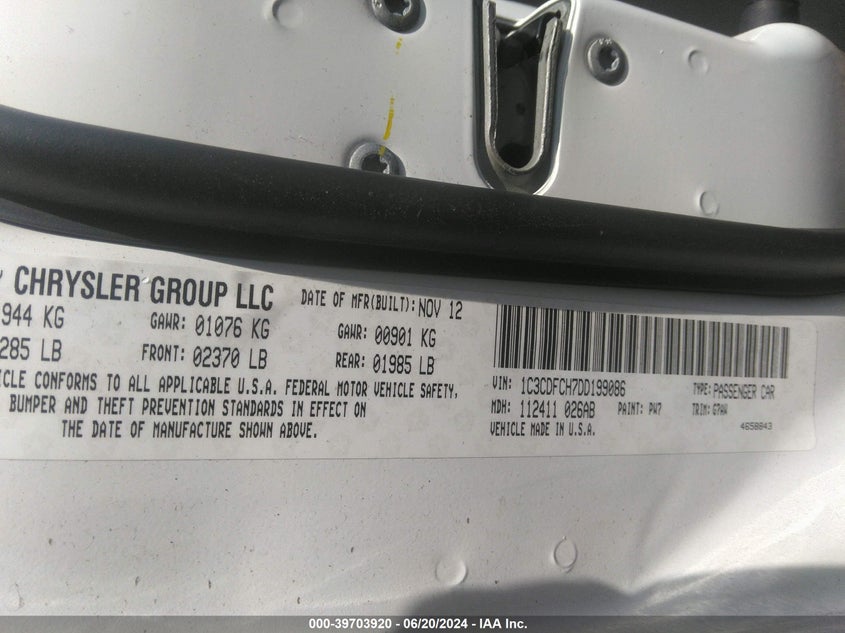 CHRYSLER GROUP LLC DATE OF MFR(BUILT): NOV 12
944 KG GAWR: 01076 KG GAWR: 00901 KG
285 LB FRONT: 02370 LB REAR: 01985 LB
CONFORMS TO ALL APPLICABLE U.S.A. FEDERAL MOTOR VEHICLE SAFETY,
BUMPER AND THEFT PREVENTION STANDARDS IN EFFECT ON
THE DATE OF MANUFACTURE SHOWN ABOVE.
VIN: 1C3CDFCH7DD199086 TYPE: PASSENGER CAR
MDH: 112411 026AB PAINT: PW7 TRIM: G7AW
VEHICLE MADE IN U.S.A. 4658843
000-39703920 - 06/20/2024 - IAA Inc.